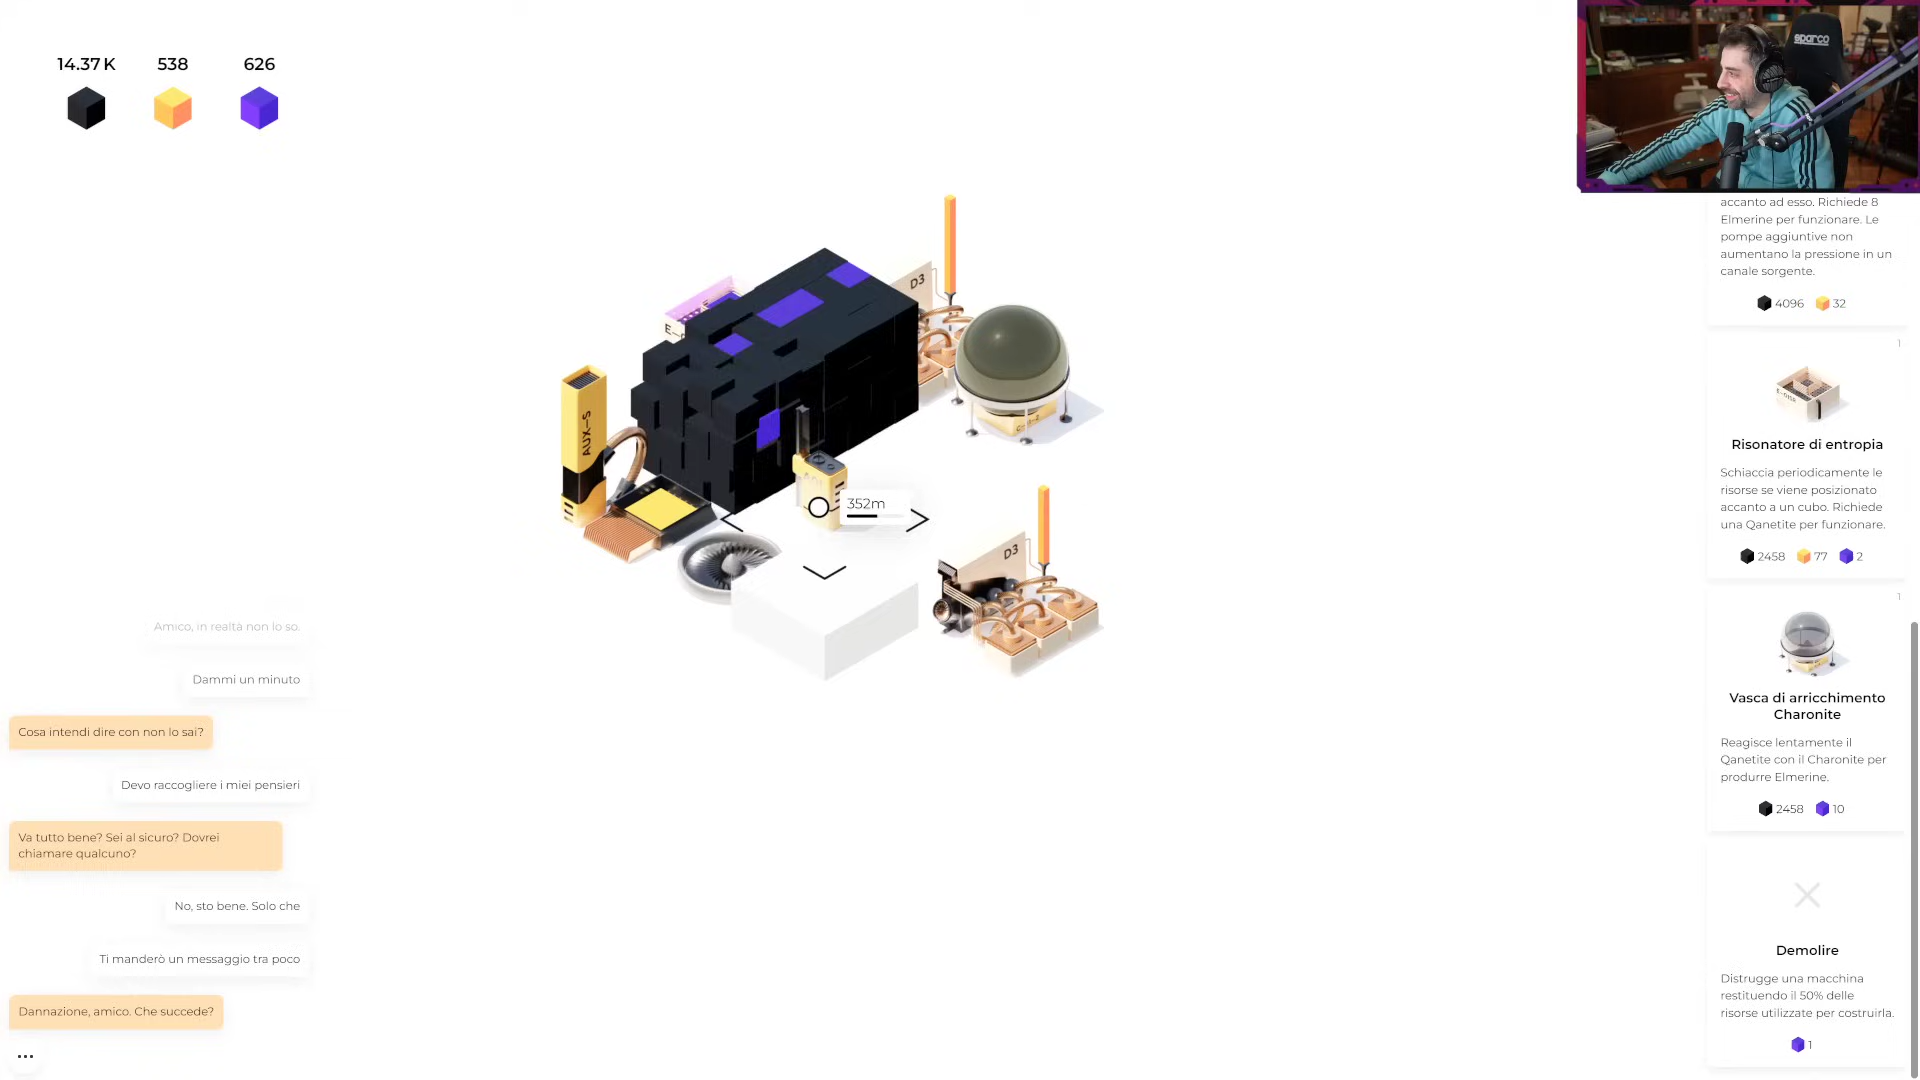 14.37 K
538
626
sparco
accanto ad esso. Richiede 8
Elmerine per funzionare. Le
pompe aggiuntive non
aumentano la pressione in un
canale sorgente.
4096
32
1
Risonatore di entropia
Schiaccia periodicamente le
risorse se viene posizionato
accanto a un cubo. Richiede
una Qanetite per funzionare.
2458
77
2
1
Vasca di arricchimento
Charonite
Reagisce lentamente il
Qanetite con il Charonite per
produrre Elmerine.
2458
10
Demolire
Distrugge una macchina
restituendo il 50% delle
risorse utilizzate per costruirla.
1
D3
AUX-S
352m
D3
Amico, in realtà non lo so.
Dammi un minuto
Cosa intendi dire con non lo sai?
Devo raccogliere i miei pensieri
Va tutto bene? Sei al sicuro? Dovrei
chiamare qualcuno?
No, sto bene. Solo che
Ti manderò un messaggio tra poco
Dannazione, amico. Che succede?
...